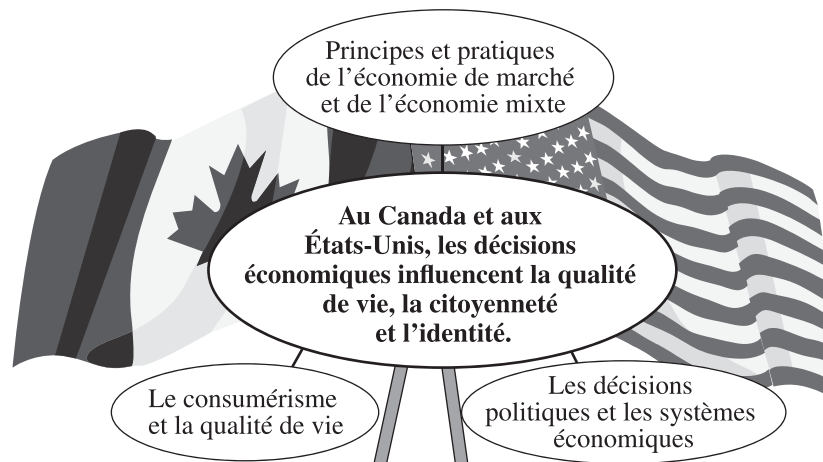 Principes et pratiques
de l’économie de marché
et de l’économie mixte
Au Canada et aux
États-Unis, les décisions
économiques influencent la qualité
de vie, la citoyenneté
et l’identité.
Le consumérisme
et la qualité de vie
Les décisions
politiques et les systèmes
économiques